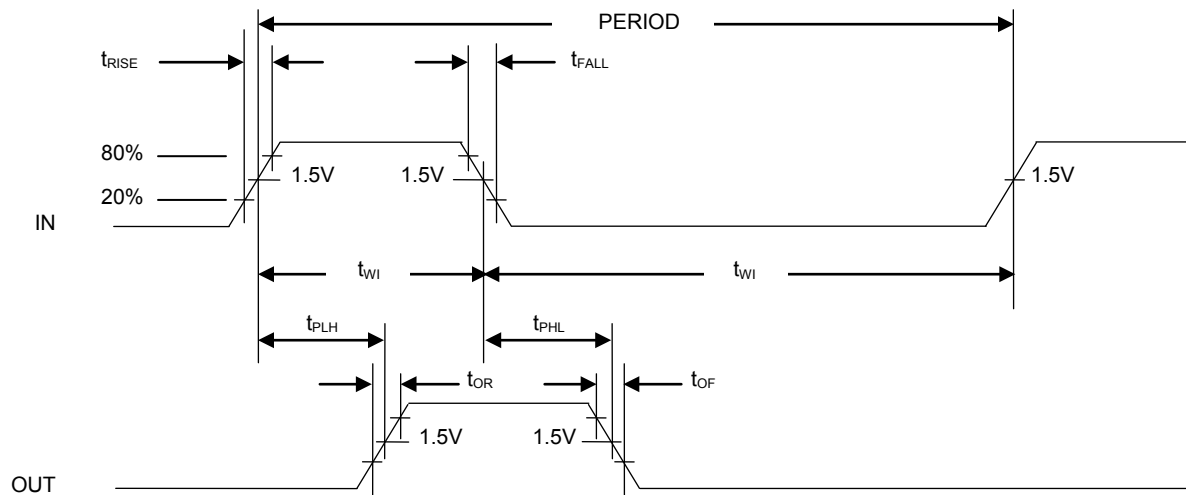 PERIOD
tRISE
tFALL
80%
1.5V 1.5V 1.5V
20%
IN
tWI tWI
tPLH tPHL
tOR tOF
1.5V 1.5V
OUT